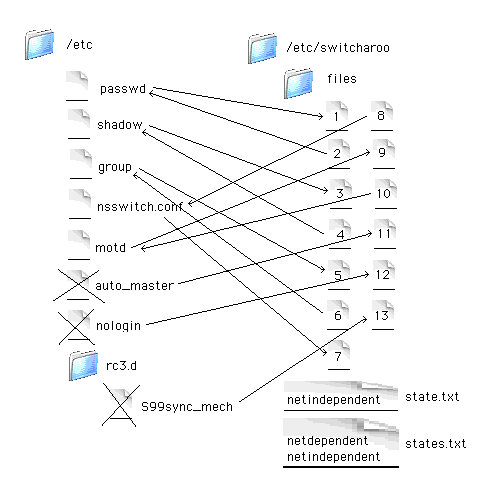 /etc
/etc/switcharoo
files
passwd
1
8
shadow
2
9
group
3
10
nsswitch.conf
4
11
motd
5
12
auto_master
6
13
nologin
7
rc3.d
S99sync_mech
netindependent
state.txt
netdependent
netindependent
states.txt